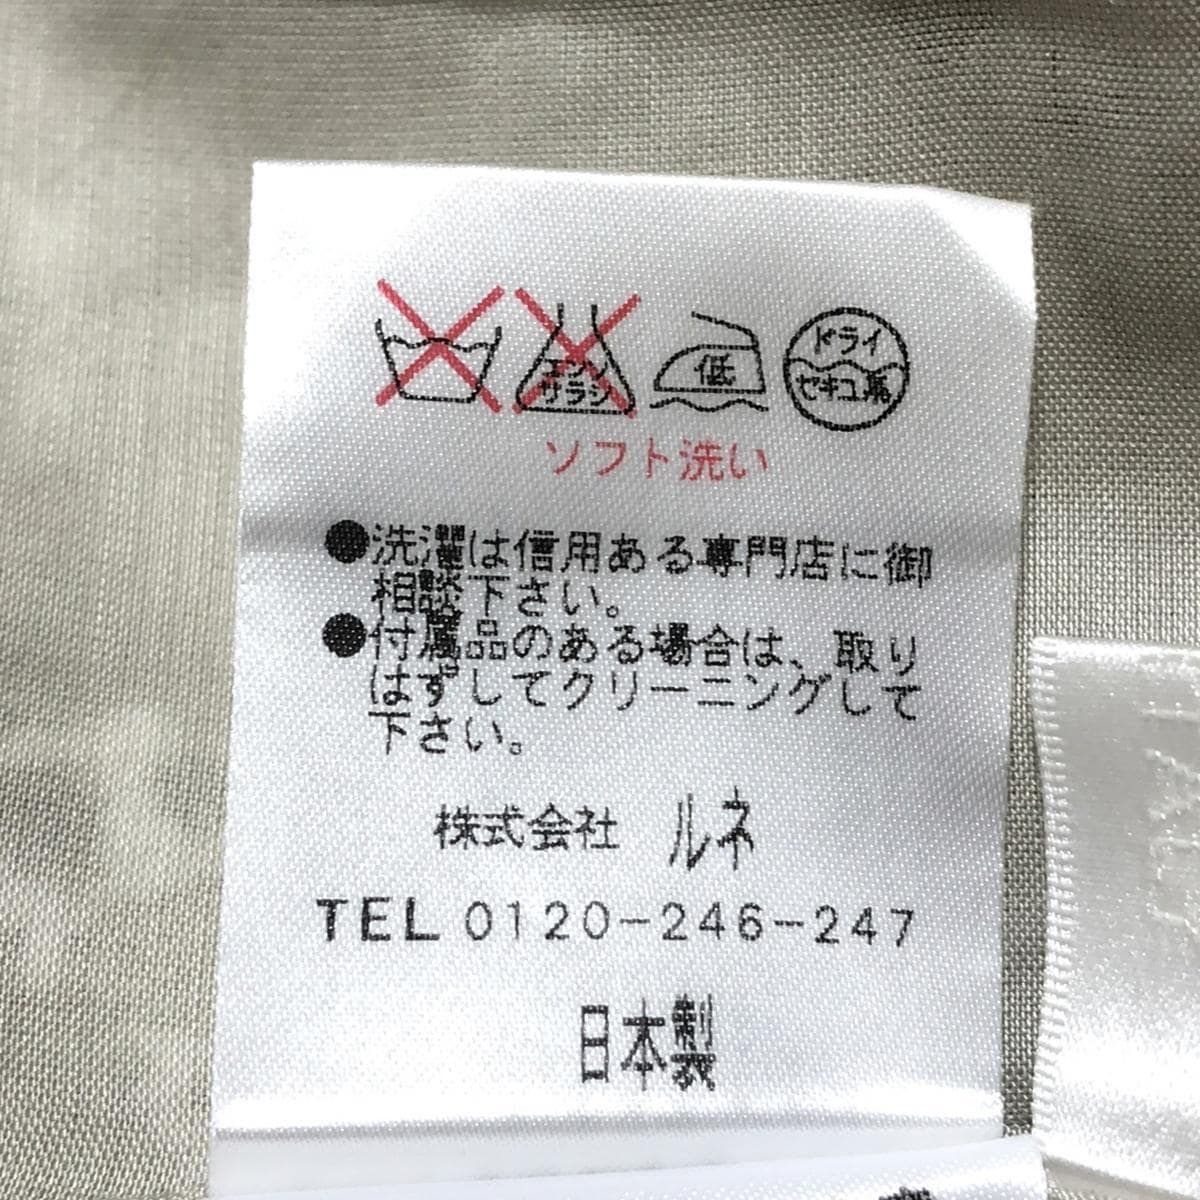 エンソ
サラシ
低
ドライ
セキユ系
ソフト洗い
●洗濯は信用ある専門店に御
相談下さい。
●付属品のある場合は、取り
はずしてクリーニングして
下さい。
株式会社 ルネ
TEL 0120-246-247
日本製